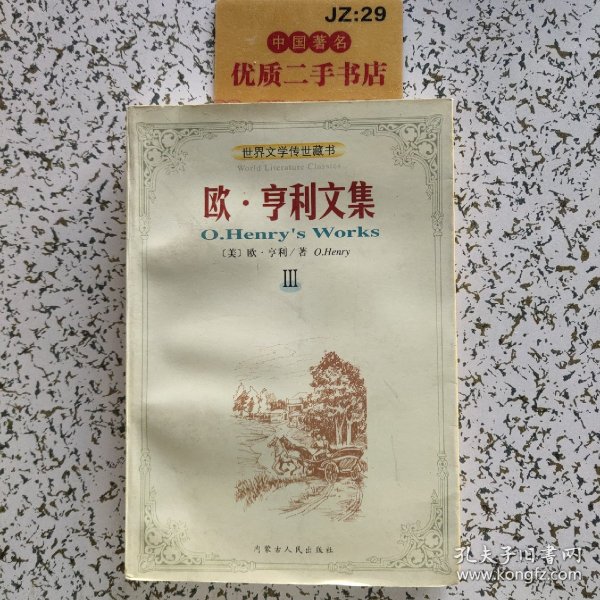 JZ:29
中国著名
优质二手书店
世界文学传世藏书
World Literature Classics
欧·亨利文集
O.Henry's Works
〔美〕欧·亨利/著 O.Henry
III
内蒙古人民出版社
孔夫子旧书网
www.kongfz.com